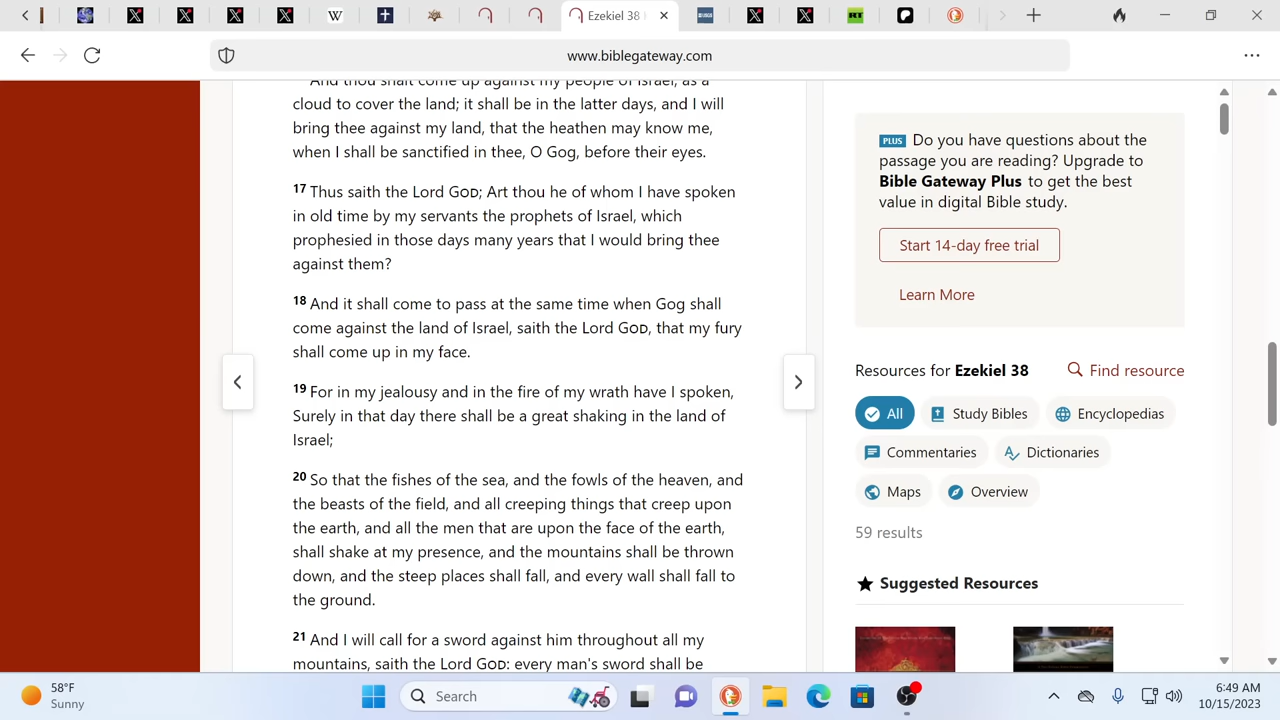 Ezekiel 38
www.biblegateway.com
And thou shalt come up against my people of Israel, as a
cloud to cover the land; it shall be in the latter days, and I will
bring thee against my land, that the heathen may know me,
when I shall be sanctified in thee, O Gog, before their eyes.
17 Thus saith the Lord GOD; Art thou he of whom I have spoken
in old time by my servants the prophets of Israel, which
prophesied in those days many years that I would bring thee
against them?
18 And it shall come to pass at the same time when Gog shall
come against the land of Israel, saith the Lord GOD, that my fury
shall come up in my face.
19 For in my jealousy and in the fire of my wrath have I spoken,
Surely in that day there shall be a great shaking in the land of
Israel;
20 So that the fishes of the sea, and the fowls of the heaven, and
the beasts of the field, and all creeping things that creep upon
the earth, and all the men that are upon the face of the earth,
shall shake at my presence, and the mountains shall be thrown
down, and the steep places shall fall, and every wall shall fall to
the ground.
21 And I will call for a sword against him throughout all my
mountains, saith the Lord GOD: every man's sword shall be
PLUS Do you have questions about the
passage you are reading? Upgrade to
Bible Gateway Plus to get the best
value in digital Bible study.
Start 14-day free trial
Learn More
Resources for Ezekiel 38
Find resource
All
Study Bibles
Encyclopedias
Commentaries
Dictionaries
Maps
Overview
59 results
Suggested Resources
58°F
Sunny
Search
6:49 AM
10/15/2023